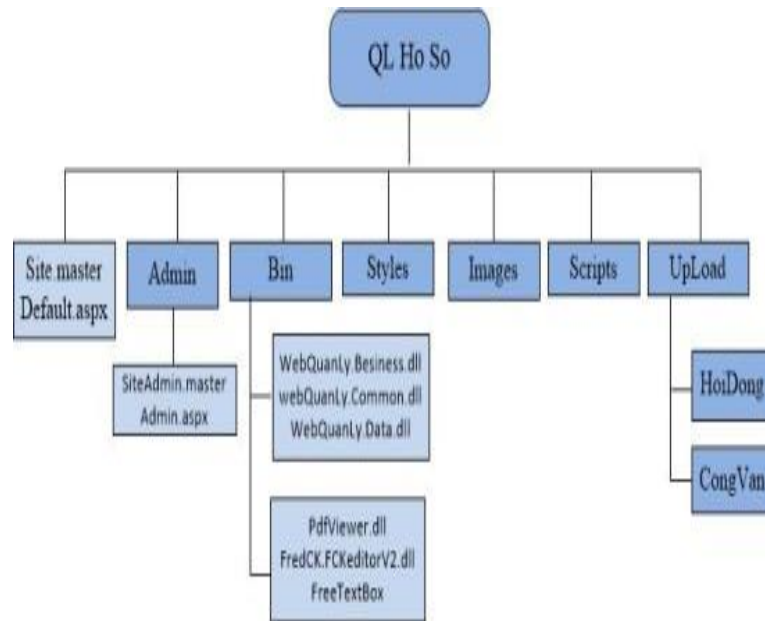 QL Ho So
Site master
Default.aspx
Admin
Bin
Styles
Images
Scripts
UpLoad
SiteAdmin.master
Admin.aspx
WebQuanLy.Besiness.dll
webQuanLy.Common.dll
WebQuanLy.Data.dll
PdfViewer.dll
FredCK.FCKeditorV2.dll
FreeTextBox
HoiDong
CongVan